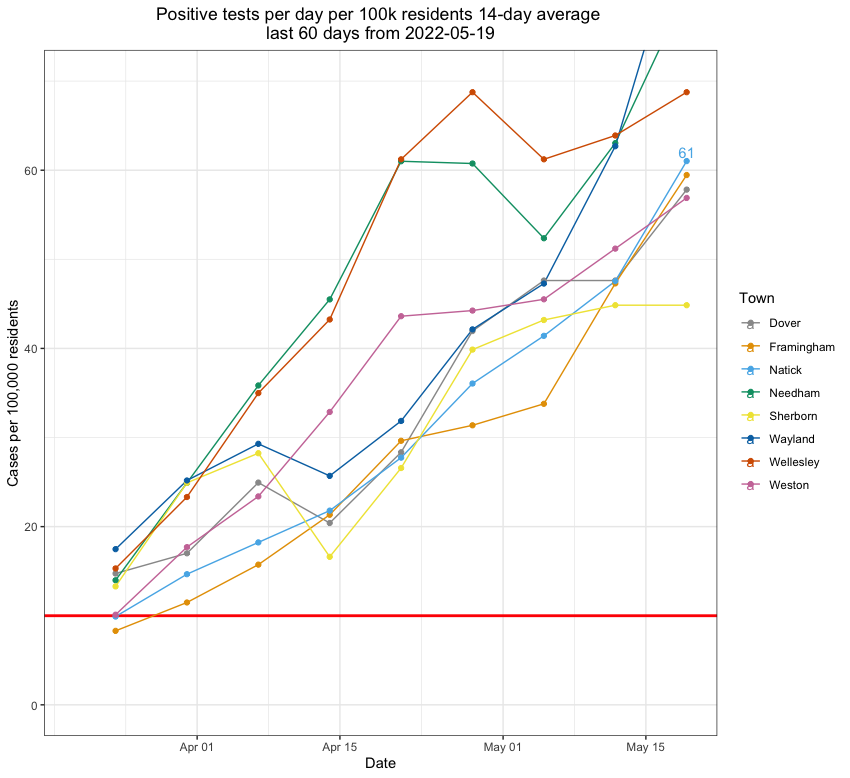 Positive tests per day per 100k residents 14-day average
last 60 days from 2022-05-19
Cases per 100,000 residents
60
40
20
0
61
Apr 01
Apr 15
May 01
May 15
Date
Town
a Dover
a Framingham
a Natick
a Needham
a Sherborn
a Wayland
a Wellesley
a Weston